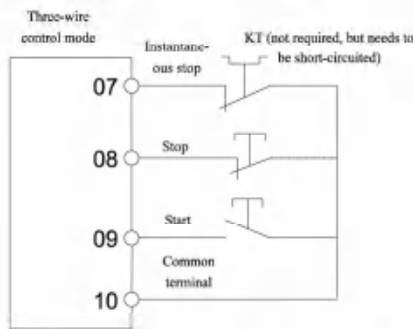 Three-wire
control mode
Instantane-
ous stop
KT (not required, but needs to
be short-circuited)
07
Stop
08
Start
09
Common
terminal
10